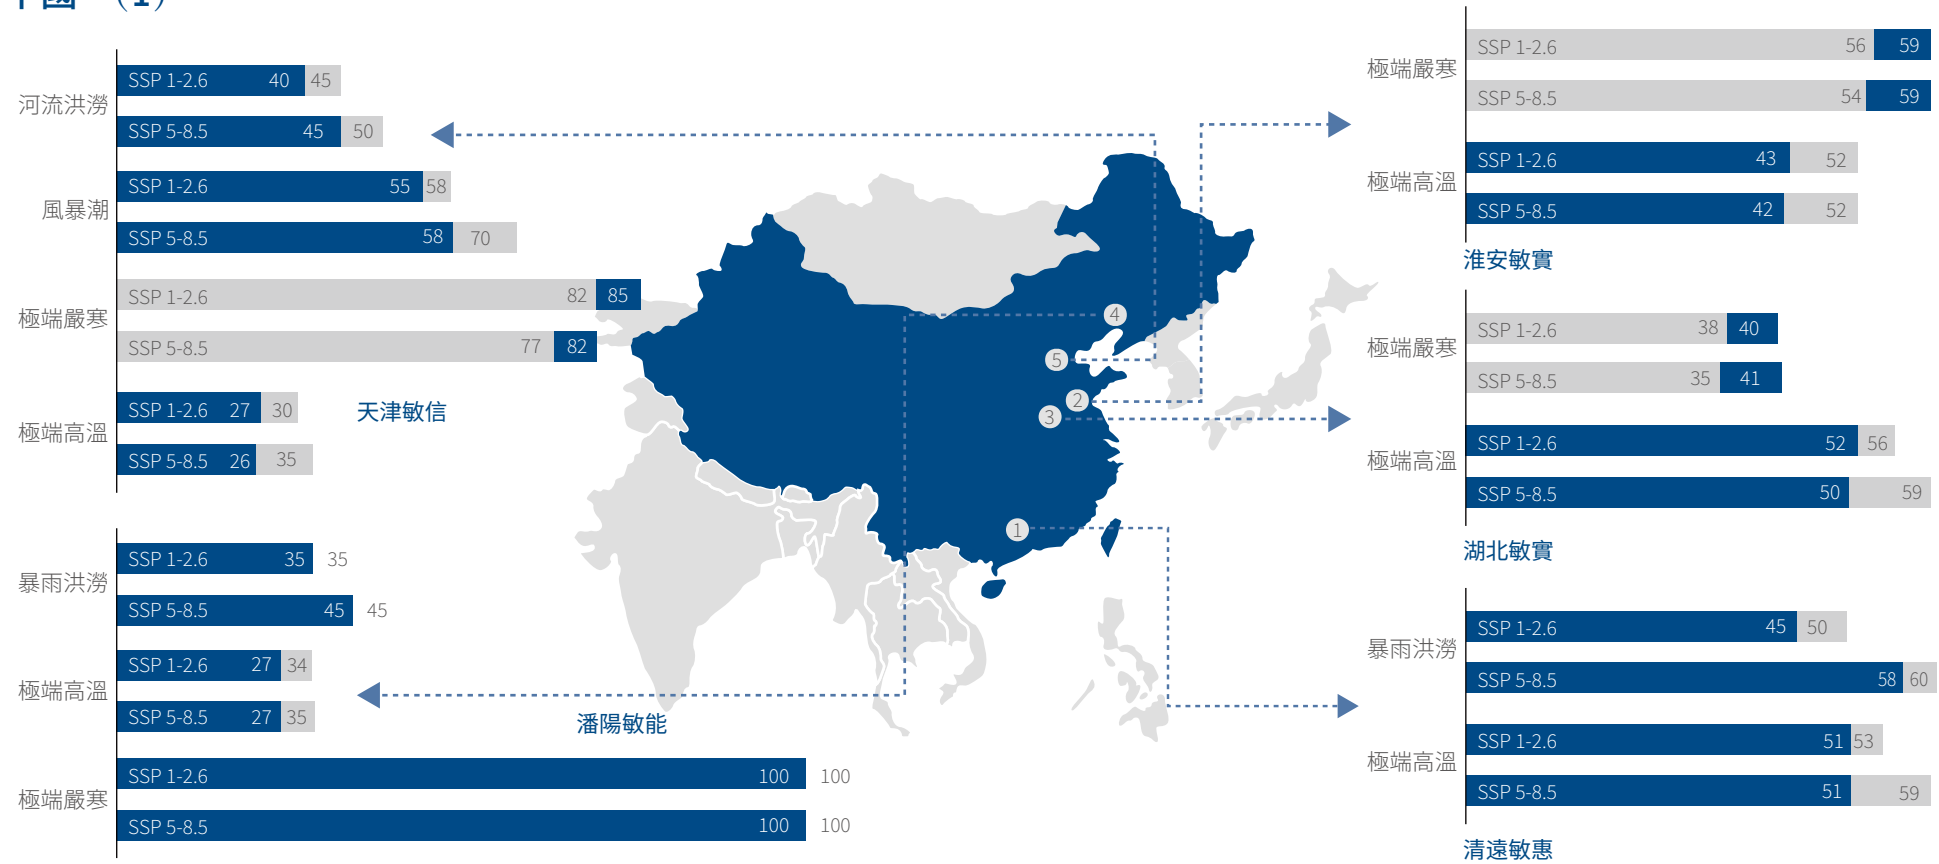 中國（1）
河流洪澇
SSP 1-2.6 40 45
SSP 5-8.5 45 50
風暴潮
SSP 1-2.6 55 58
SSP 5-8.5 58 70
極端嚴寒
SSP 1-2.6 82 85
SSP 5-8.5 77 82
極端高溫
SSP 1-2.6 27 30
SSP 5-8.5 26 35
天津敏信
暴雨洪澇
SSP 1-2.6 35 35
SSP 5-8.5 45 45
極端高溫
SSP 1-2.6 27 34
SSP 5-8.5 27 35
潘陽敏能
極端嚴寒
SSP 1-2.6 100 100
SSP 5-8.5 100 100
4
5
2
3
1
極端嚴寒
SSP 1-2.6 56 59
SSP 5-8.5 54 59
極端高溫
SSP 1-2.6 43 52
SSP 5-8.5 42 52
淮安敏實
極端嚴寒
SSP 1-2.6 38 40
SSP 5-8.5 35 41
極端高溫
SSP 1-2.6 52 56
SSP 5-8.5 50 59
湖北敏實
暴雨洪澇
SSP 1-2.6 45 50
SSP 5-8.5 58 60
極端高溫
SSP 1-2.6 51 53
SSP 5-8.5 51 59
清遠敏惠